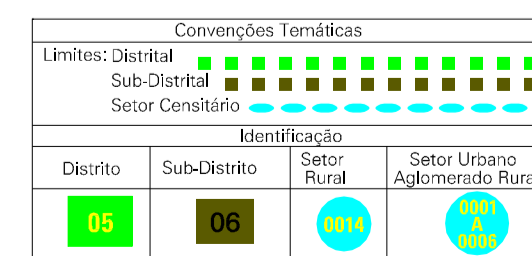 Convenções Temáticas
Limites: Distrital
Sub-Distrital
Setor Censitário
Identificação
Distrito
Sub-Distrito
Setor
Rural
Setor Urbano
Aglomerado Rura
05
06
0014
0001
A
0006